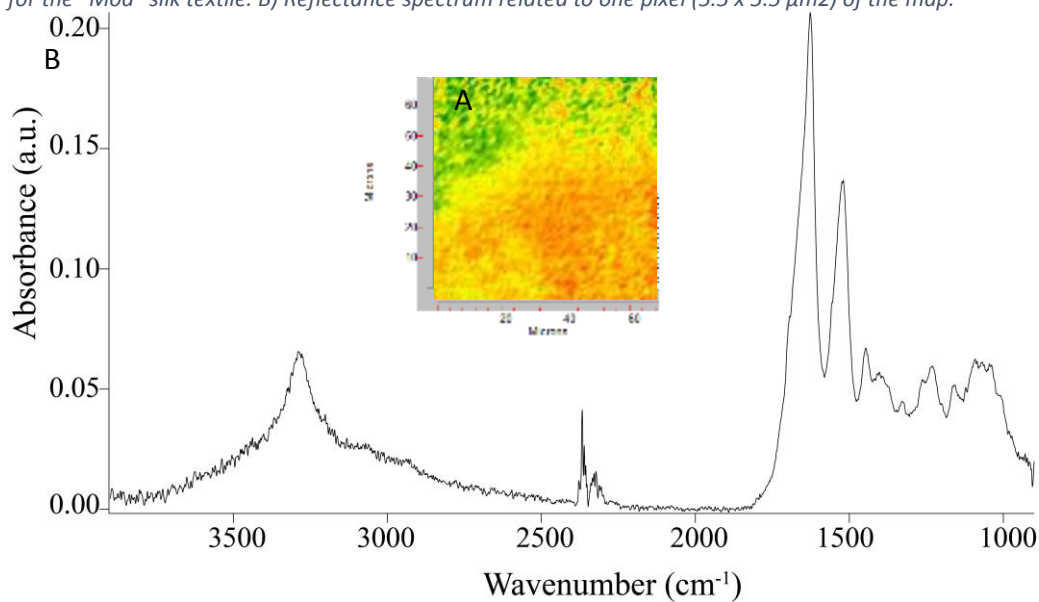 for the "Mod" silk textile. B) Reflectance spectrum related to one pixel (5.5 x 5.5 µm2) of the map.
B
A
0.20
0.15
0.10
0.05
0.00
Absorbance (a.u.)
Microns
60
50
40
30
20
10
20
40
60
Microns
3500
3000
2500
2000
1500
1000
Wavenumber (cm⁻¹)